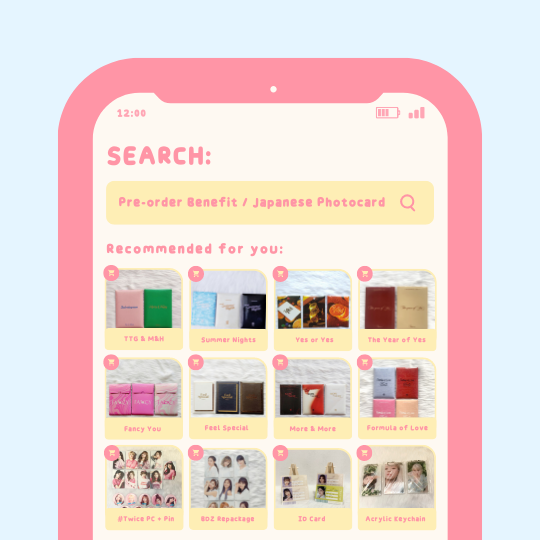 12:00
SEARCH:
Pre-order Benefit / Japanese Photocard
Recommended for you:
TTG & M&H
Summer Nights
Yes or Yes
The Year of Yes
Fancy You
Feel Special
More & More
Formula of Love
#Twice PC + Pin
BDZ Repackage
ID Card
Acrylic Keychain